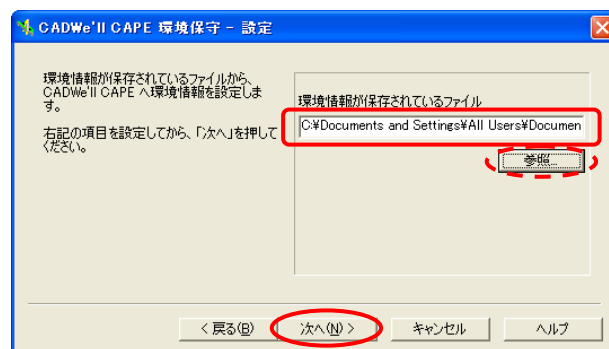 CADWe'll CAPE 環境保守 - 設定
環境情報が保存されているファイルから、
CADWe'll CAPE へ環境情報を設定しま
す。
右記の項目を設定してから、「次へ」を押して
ください。
環境情報が保存されているファイル
C:¥Documents and Settings¥All Users¥Documen
参照...
< 戻る(B)
次へ(N) >
キャンセル
ヘルプ